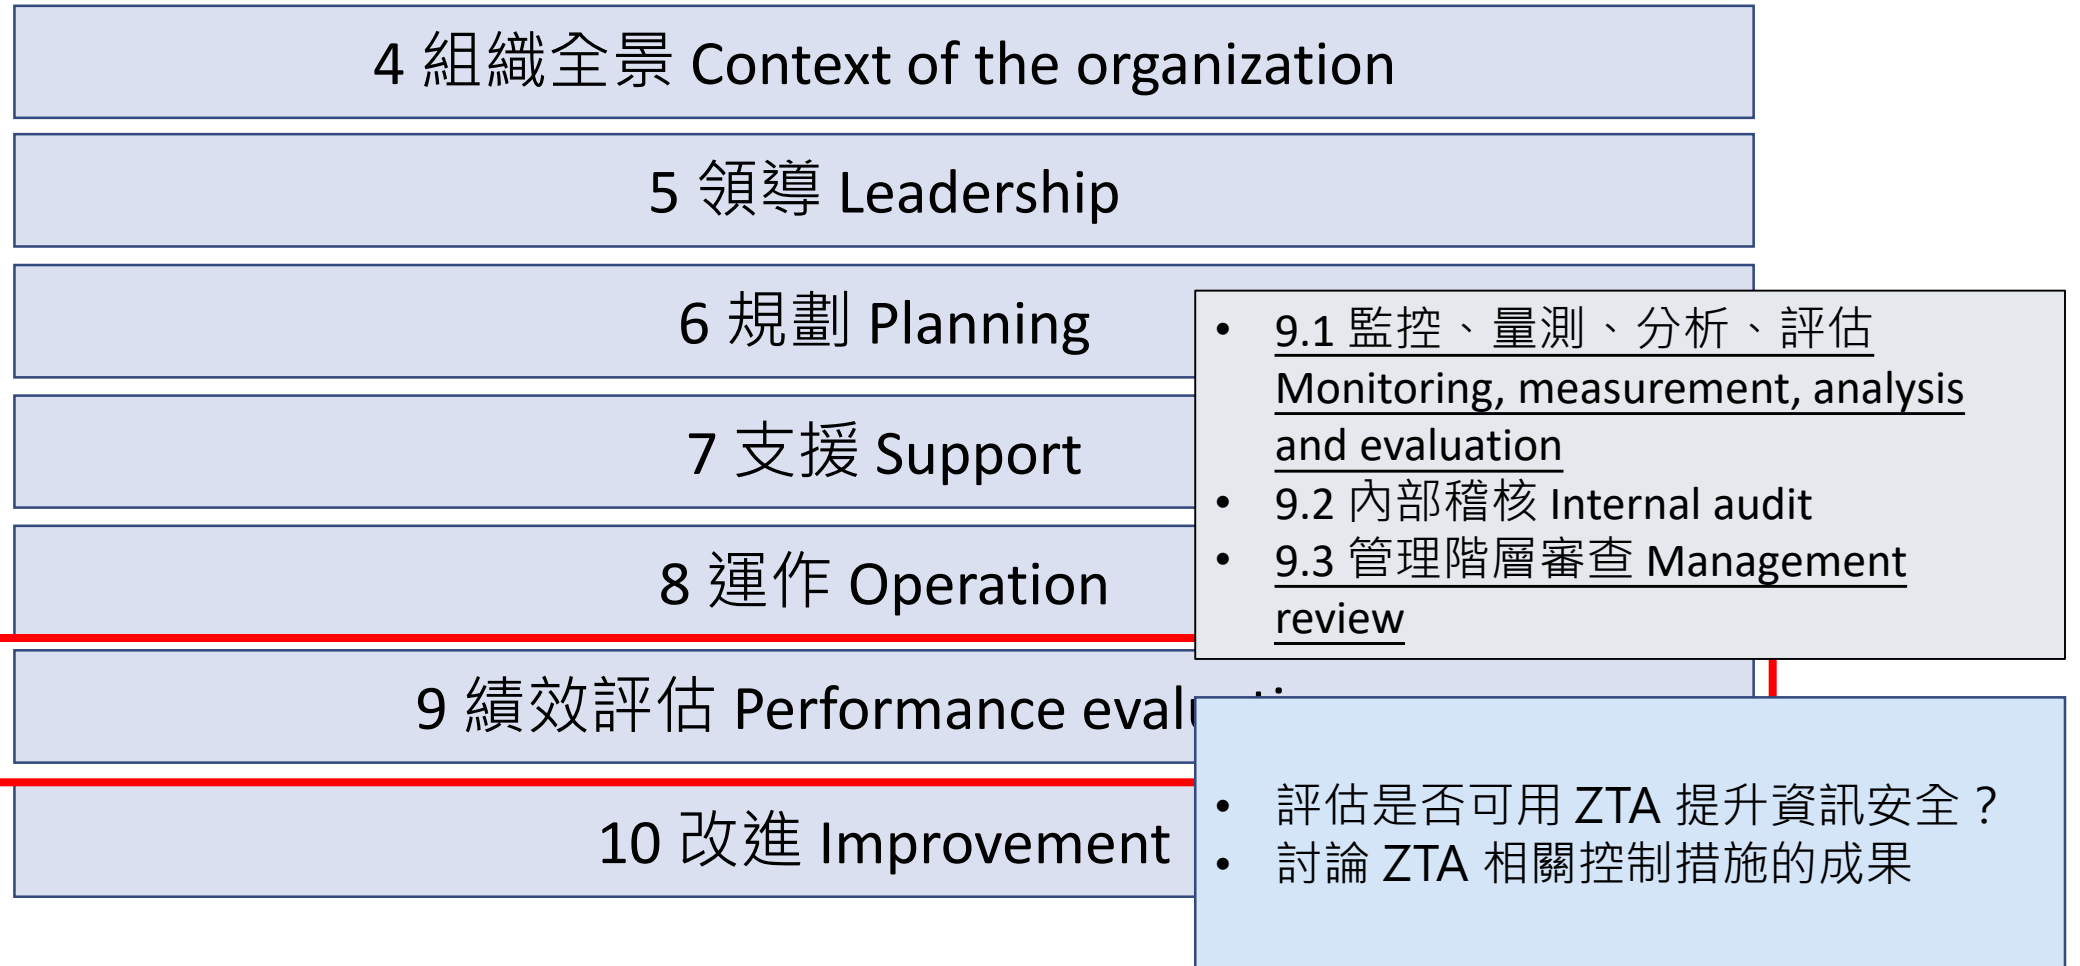 4 組織全景 Context of the organization
5 領導 Leadership
6 規劃 Planning
7 支援 Support
8 運作 Operation
9 績效評估 Performance
10 改進 Improvement
• 9.1 監控、量測、分析、評估
Monitoring, measurement, analysis
and evaluation
• 9.2 內部稽核 Internal audit
• 9.3 管理階層審查 Management
review
• 評估是否可用 ZTA 提升資訊安全？
• 討論 ZTA 相關控制措施的成果